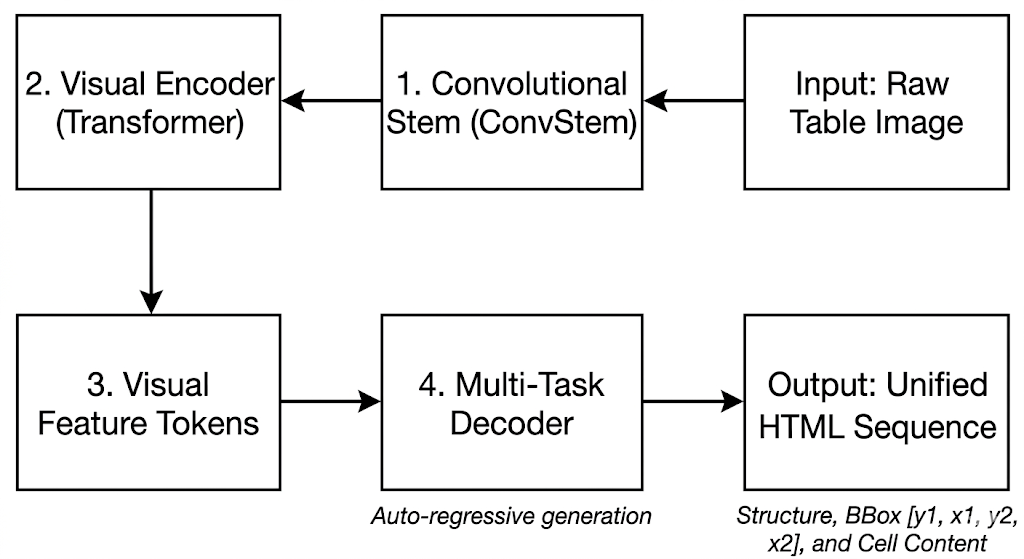 2. Visual Encoder
(Transformer)
1. Convolutional
Stem (ConvStem)
Input: Raw
Table Image
3. Visual
Feature Tokens
4. Multi-Task
Decoder
Output: Unified
HTML Sequence
Auto-regressive generation
Structure, BBox [y1, x1, y2,
x2], and Cell Content